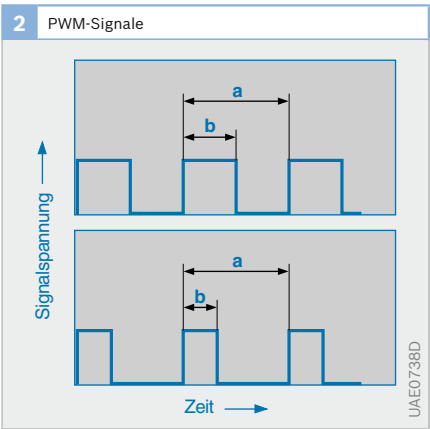 2 PWM-Signale
a
b
a
b
Signalspannung
Zeit
UAE0738D